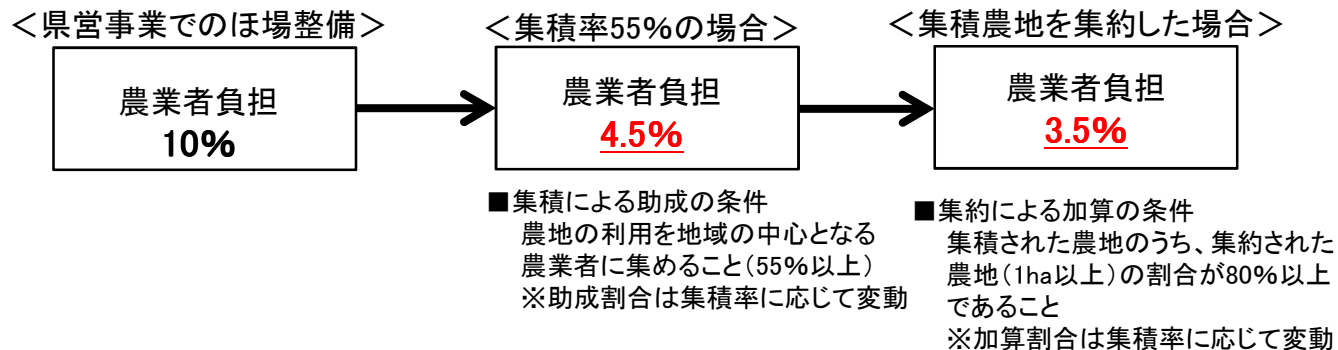 ＜県営事業でのほ場整備＞
農業者負担
10%
＜集積率55%の場合＞
農業者負担
4.5%
■集積による助成の条件
農地の利用を地域の中心となる
農業者に集めること（55%以上）
※助成割合は集積率に応じて変動
＜集積農地を集約した場合＞
農業者負担
3.5%
■集約による加算の条件
集積された農地のうち、集約された
農地（1ha以上）の割合が80%以上
であること
※加算割合は集積率に応じて変動